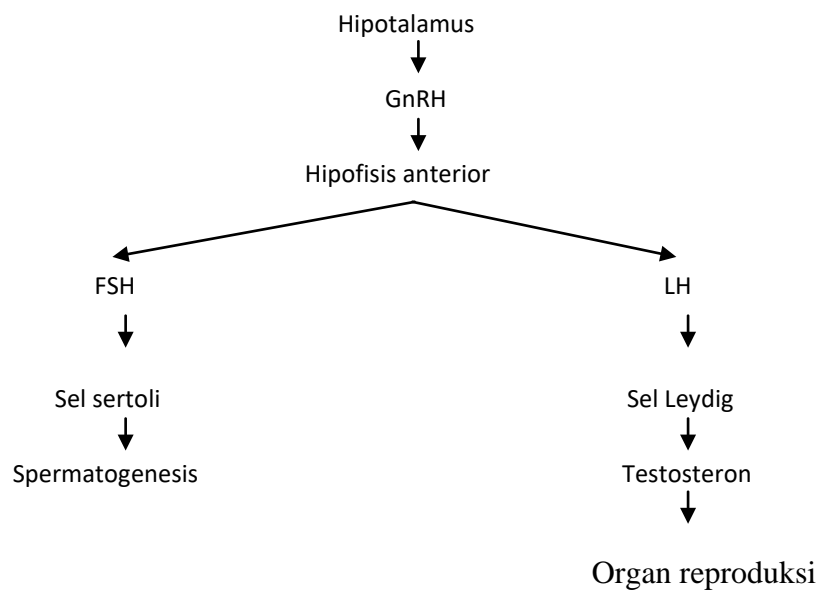 Hipotalamus
GnRH
Hipofisis anterior
FSH
LH
Sel sertoli
Sel Leydig
Spermatogenesis
Testosteron
Organ reproduksi